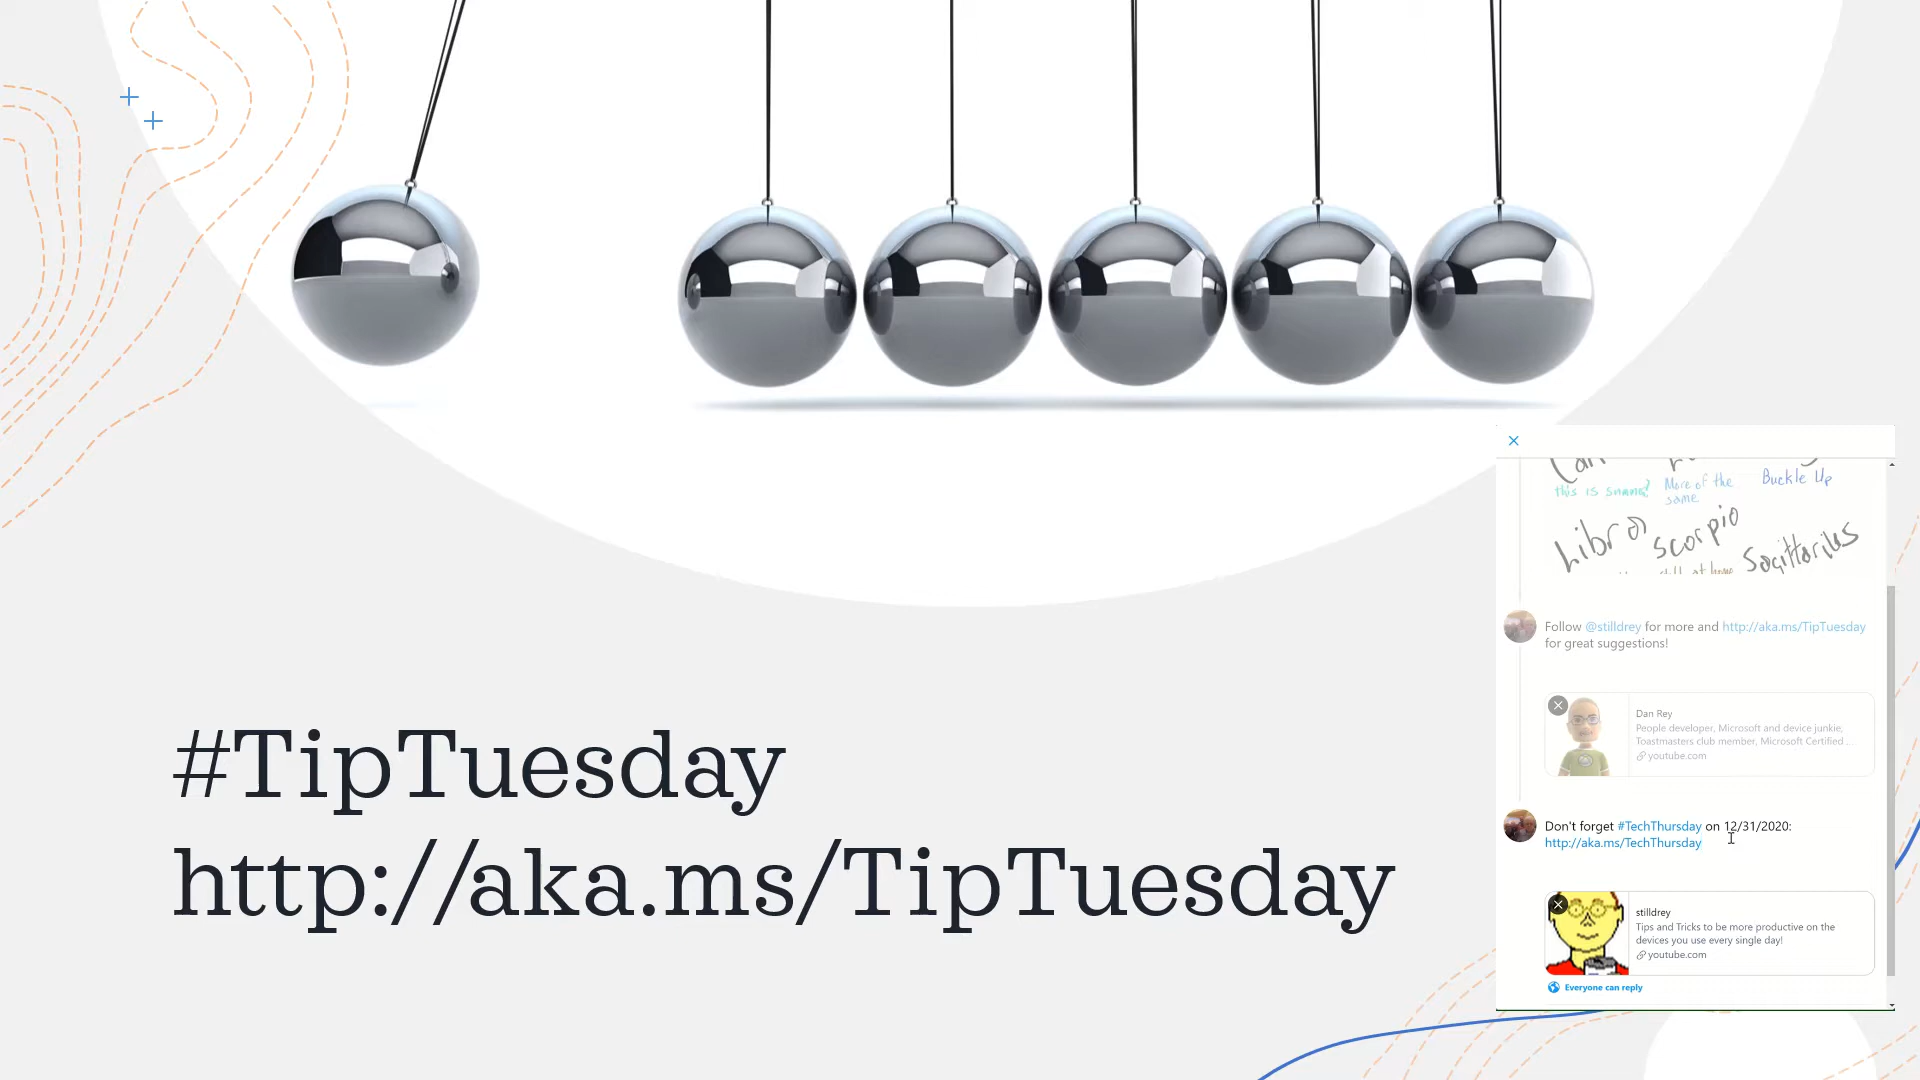 #TipTuesday
http://aka.ms/TipTuesday
this is summa? More of the same Buckle Up
Libra scorpio Sagittarius
Follow @stilldrey for more and http://aka.ms/TipTuesday
for great suggestions!
Dan Rey
People developer, Microsoft and device junkie,
Toastmasters club member, Microsoft Certified...
youtube.com
Don't forget #TechThursday on 12/31/2020:
http://aka.ms/TechThursday
stilldrey
Tips and Tricks to be more productive on the
devices you use every single day!
youtube.com
Everyone can reply